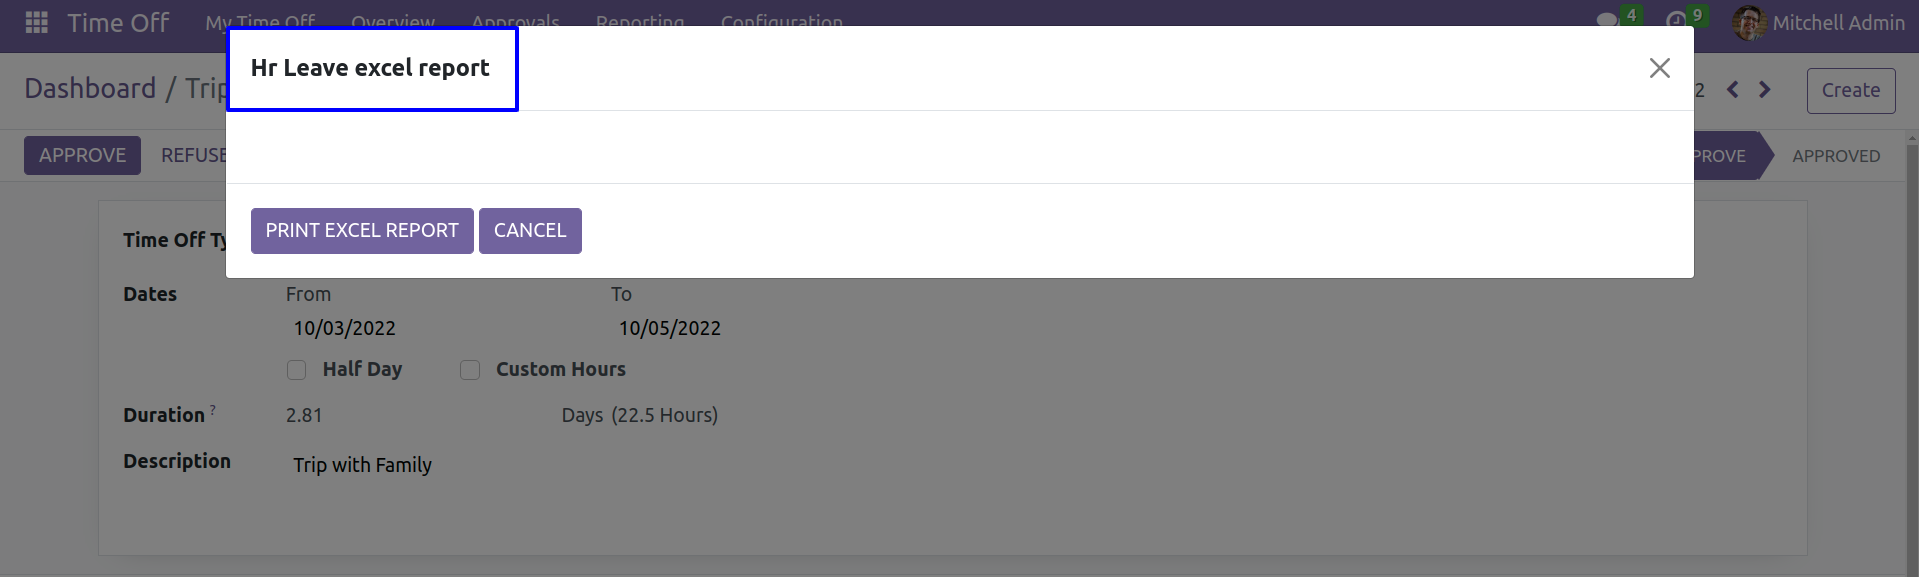 Time Off My Time Off Overview Approvals Reporting Configuration 4 9 Mitchell Admin
Hr Leave excel report
Dashboard / Trip 2 Create
APPROVE REFUSE PROVE APPROVED
PRINT EXCEL REPORT CANCEL
Time Off Ty
Dates From To
10/03/2022 10/05/2022
Half Day Custom Hours
Duration ? 2.81 Days (22.5 Hours)
Description Trip with Family